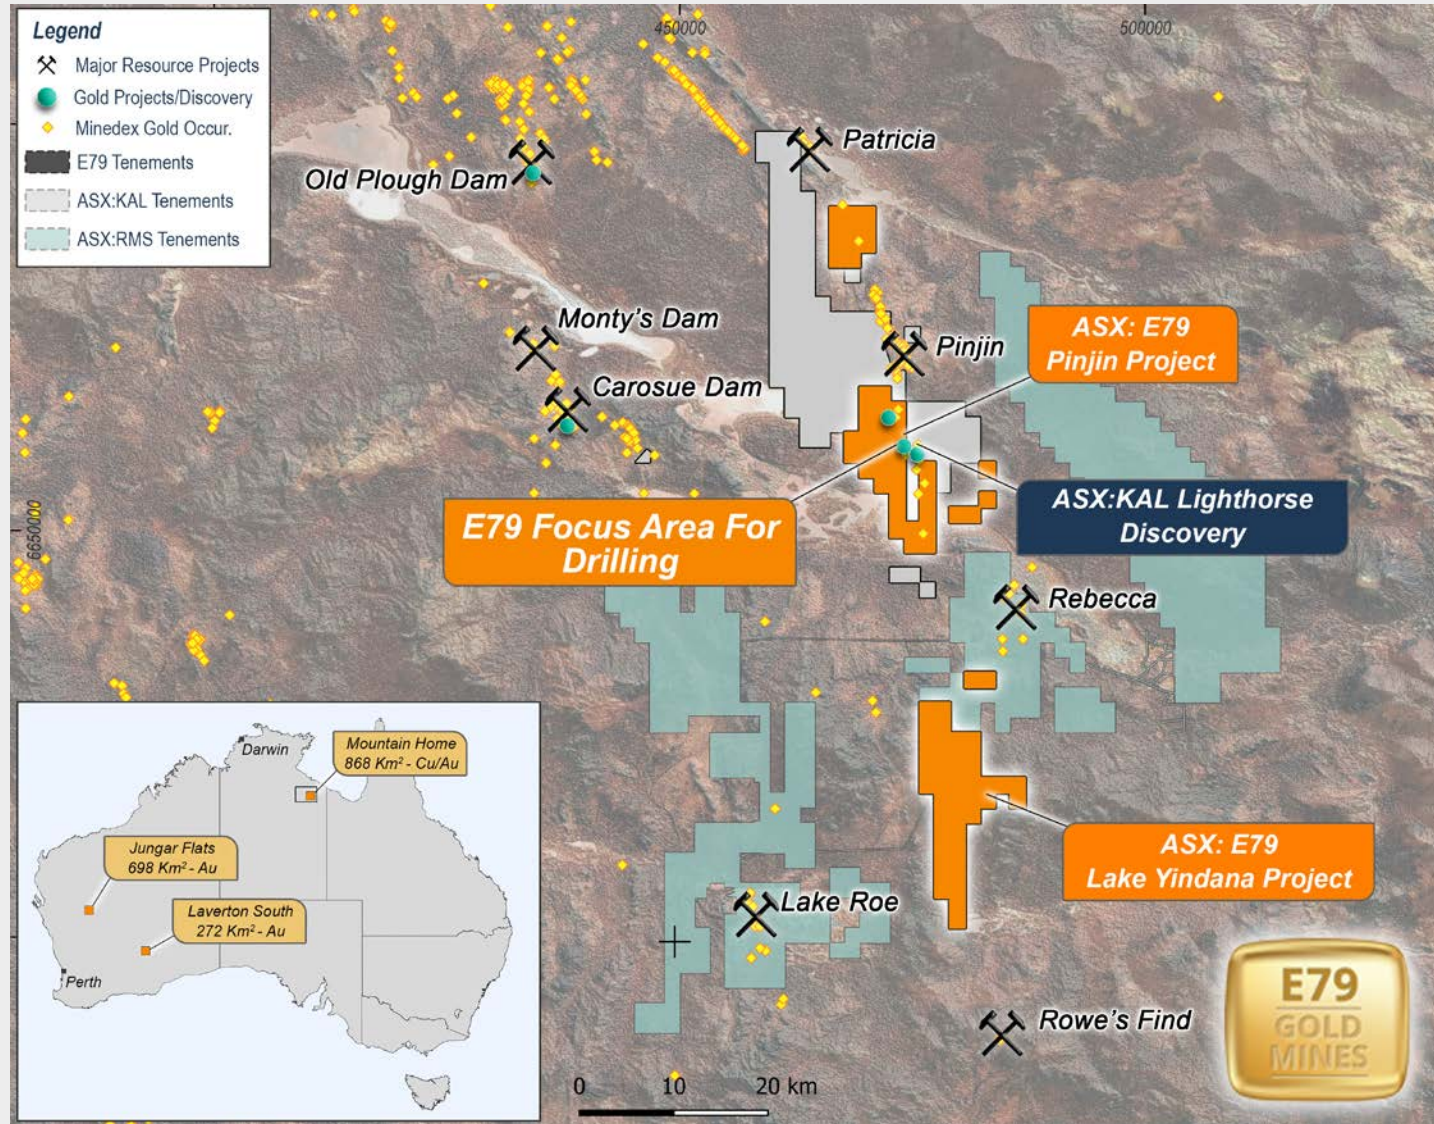 Legend
Major Resource Projects
Gold Projects/Discovery
Minedex Gold Occur.
E79 Tenements
ASX:KAL Tenements
ASX:RMS Tenements
450000
500000
6650000
Patricia
Old Plough Dam
Monty's Dam
Carosue Dam
Pinjin
ASX: E79
Pinjin Project
ASX:KAL Lighthorse
Discovery
E79 Focus Area For
Drilling
Rebecca
ASX: E79
Lake Yindana Project
Lake Roe
Rowe's Find
Darwin
Mountain Home
868 Km² - Cu/Au
Jungar Flats
698 Km² - Au
Laverton South
272 Km² - Au
Perth
0 10 20 km
E79
GOLD
MINES